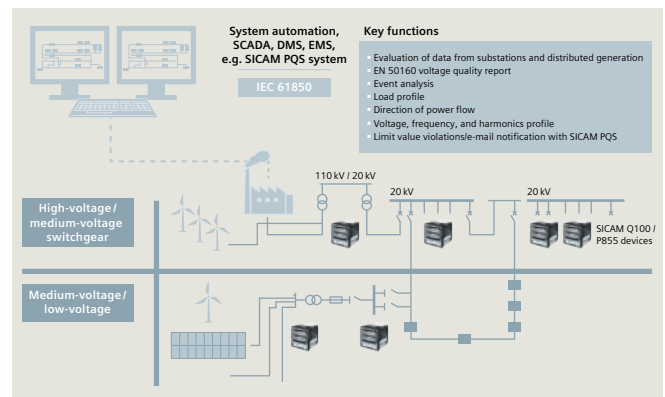 System automation,
SCADA, DMS, EMS,
e.g. SICAM PQS system
IEC 61850
Key functions
Evaluation of data from substations and distributed generation
EN 50160 voltage quality report
Event analysis
Load profile
Direction of power flow
Voltage, frequency, and harmonics profile
Limit value violations/e-mail notification with SICAM PQS
110 kV / 20 kV
20 kV
20 kV
High-voltage/
medium-voltage
switchgear
SICAM Q100 /
P855 devices
Medium-voltage/
low-voltage